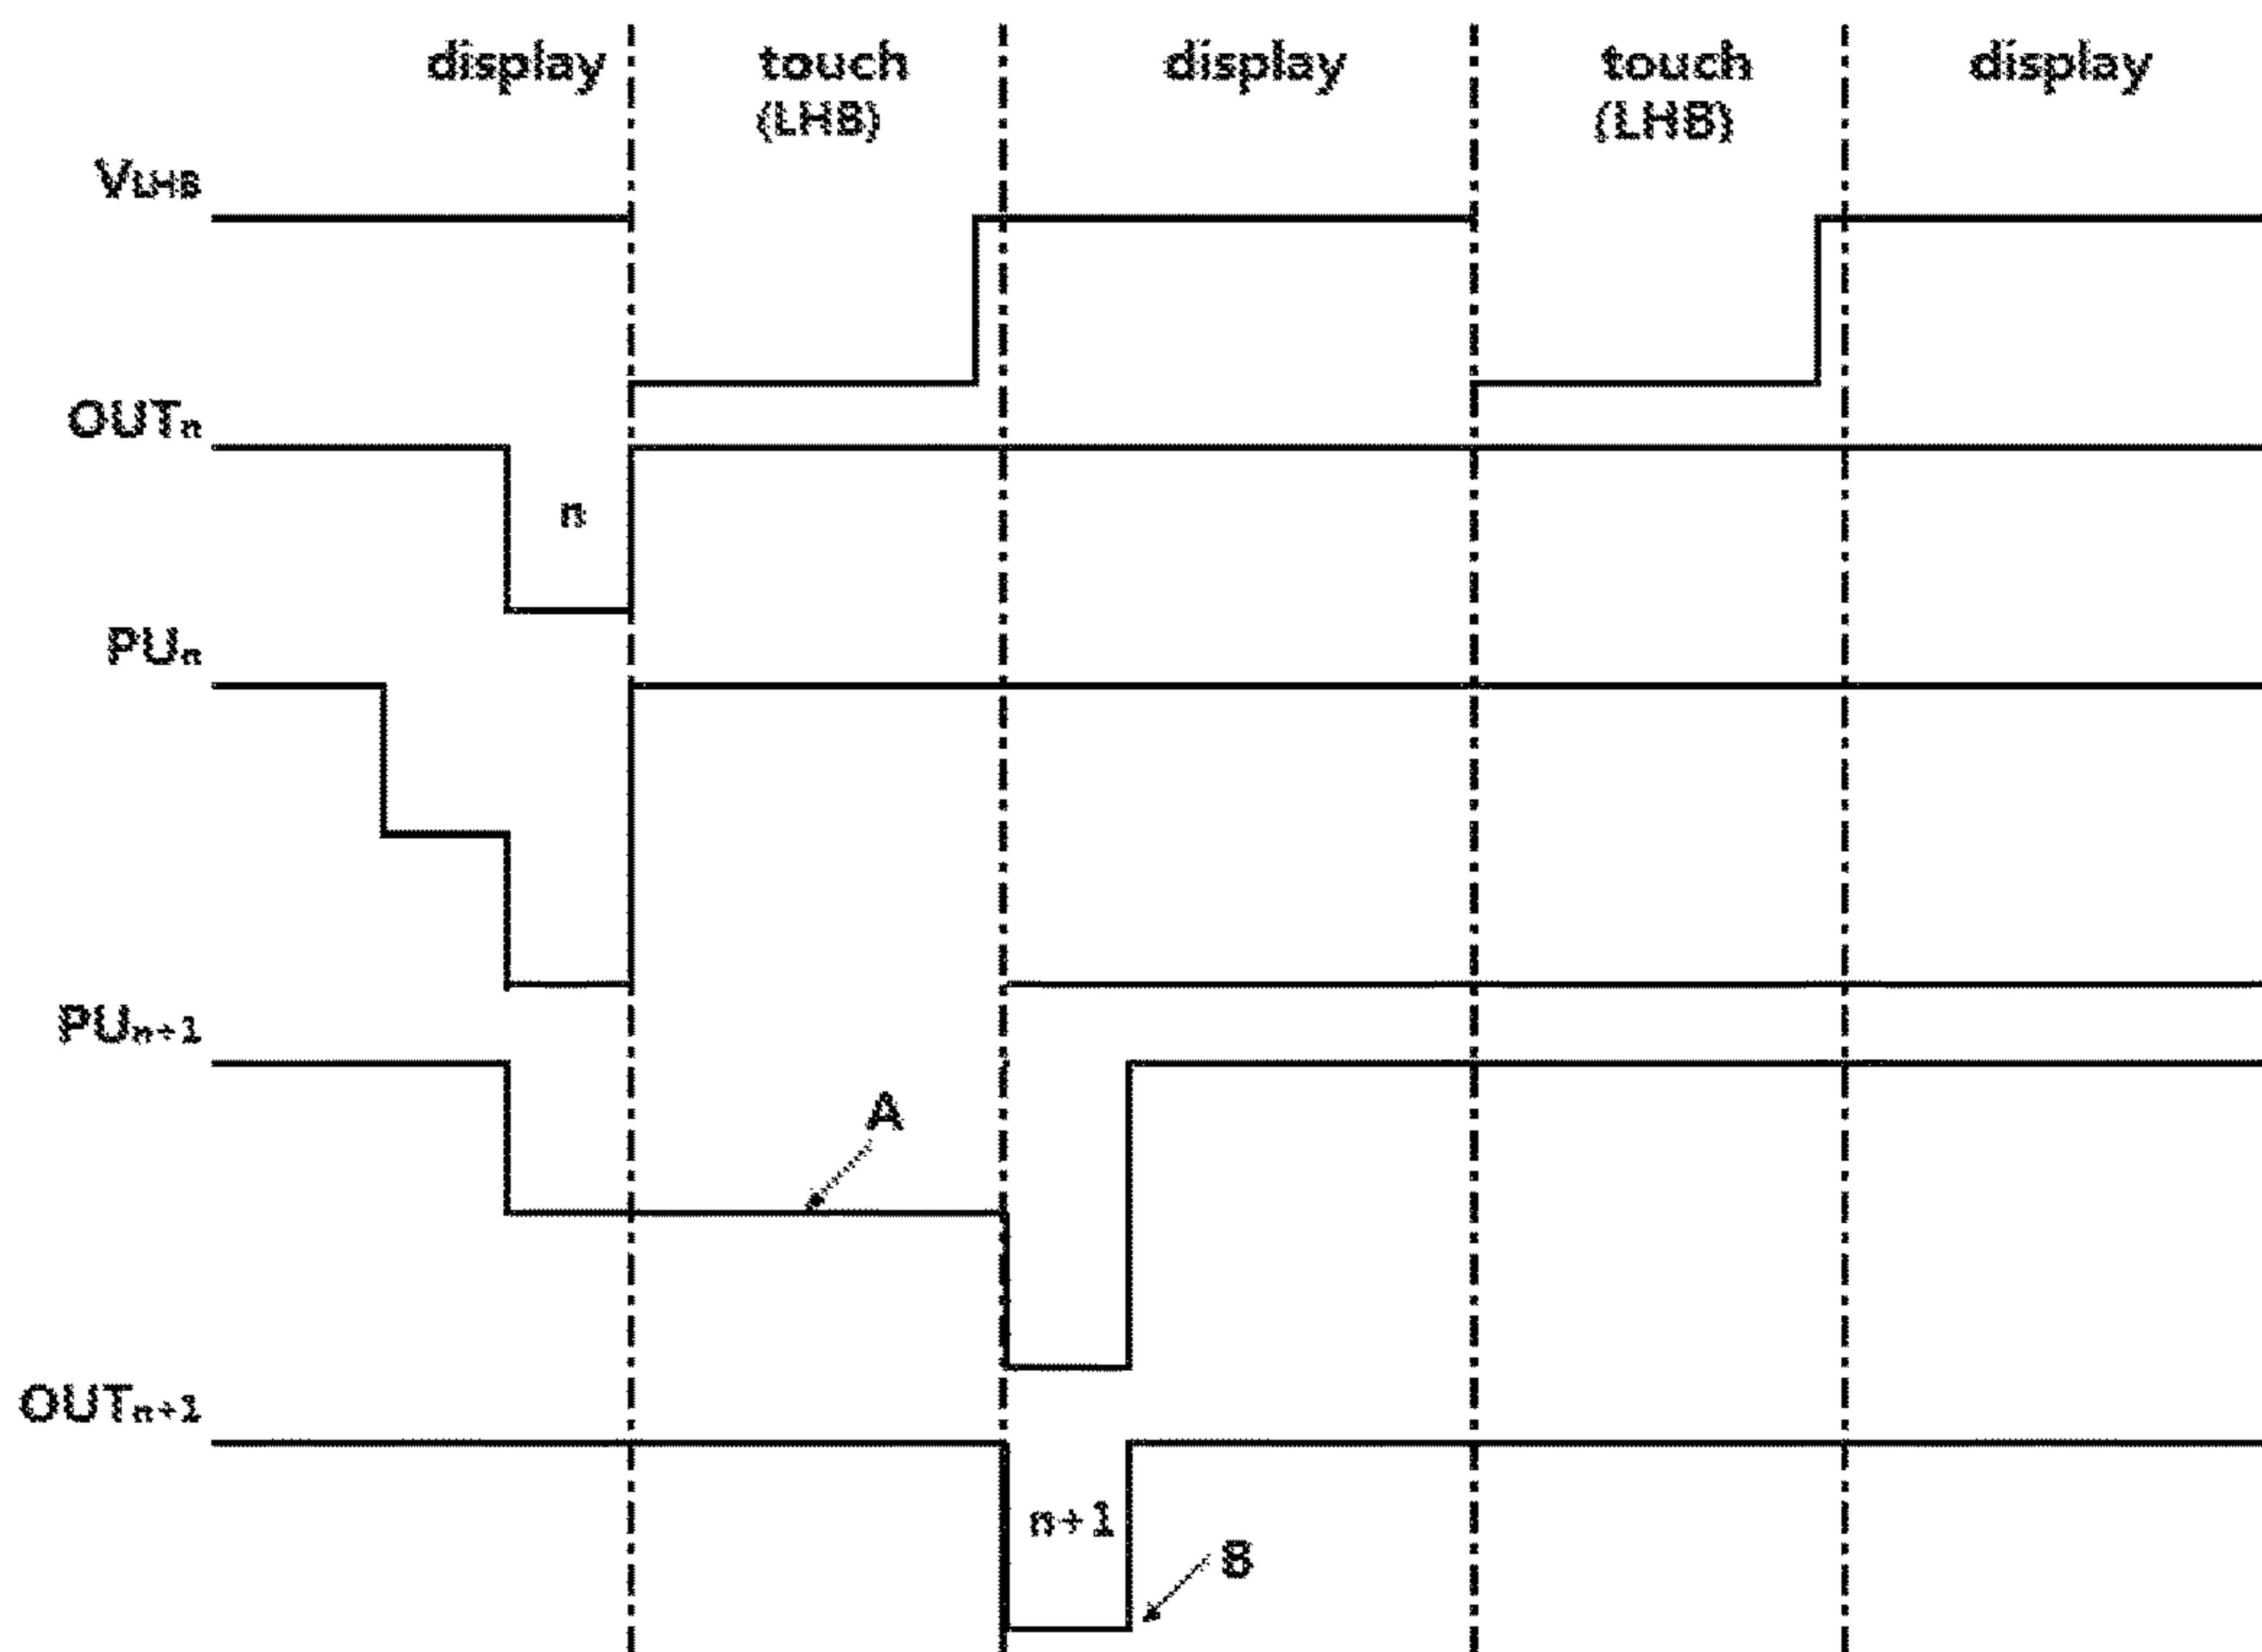 display touch display touch display
(LHB) (LHB)
VLHB
OUTn
n
PUn
PUn+1
A
OUTn+1
n+1
B